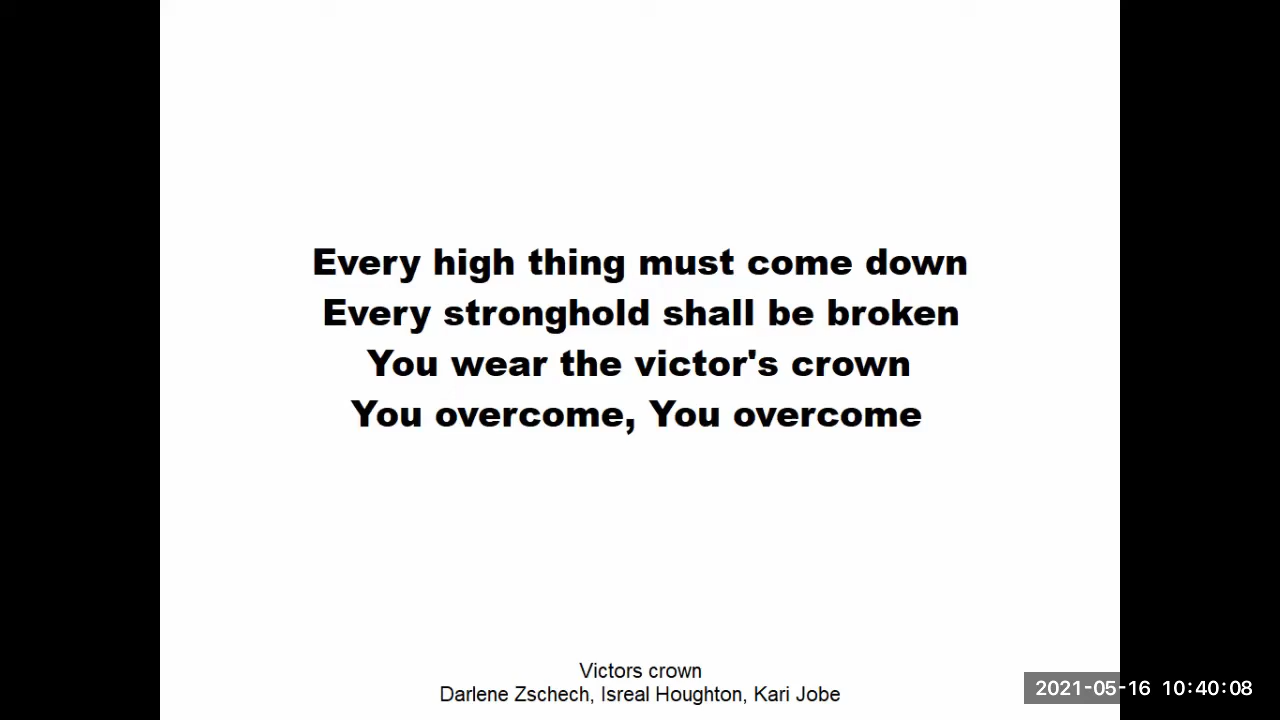 Every high thing must come down
Every stronghold shall be broken
You wear the victor's crown
You overcome, You overcome
Victors crown
Darlene Zschech, Isreal Houghton, Kari Jobe
2021-05-16 10:40:08